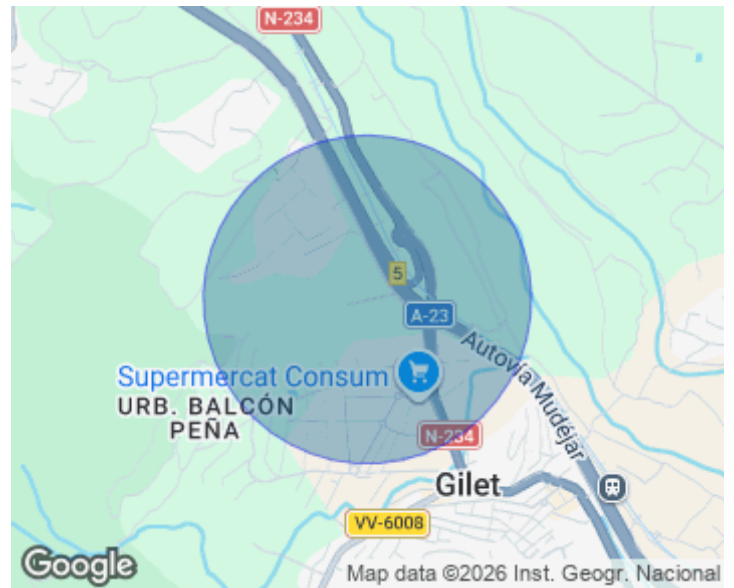 N-234
5
A-23
Autovía Mudéjar
Supermercat Consum
URB. BALCÓN
PEÑA
N-234
Gilet
VV-6008
Google
Map data ©2026 Inst. Geogr. Nacional